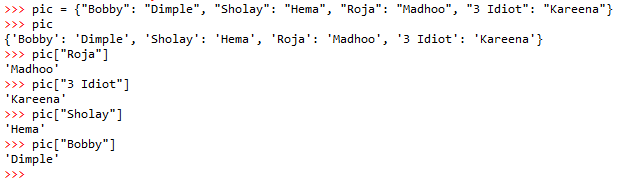 >>> pic = {"Bobby": "Dimple", "Sholay": "Hema", "Roja": "Madhoo", "3 Idiot": "Kareena"}
>>> pic
{'Bobby': 'Dimple', 'Sholay': 'Hema', 'Roja': 'Madhoo', '3 Idiot': 'Kareena'}
>>> pic["Roja"]
'Madhoo'
>>> pic["3 Idiot"]
'Kareena'
>>> pic["Sholay"]
'Hema'
>>> pic["Bobby"]
'Dimple'
>>>